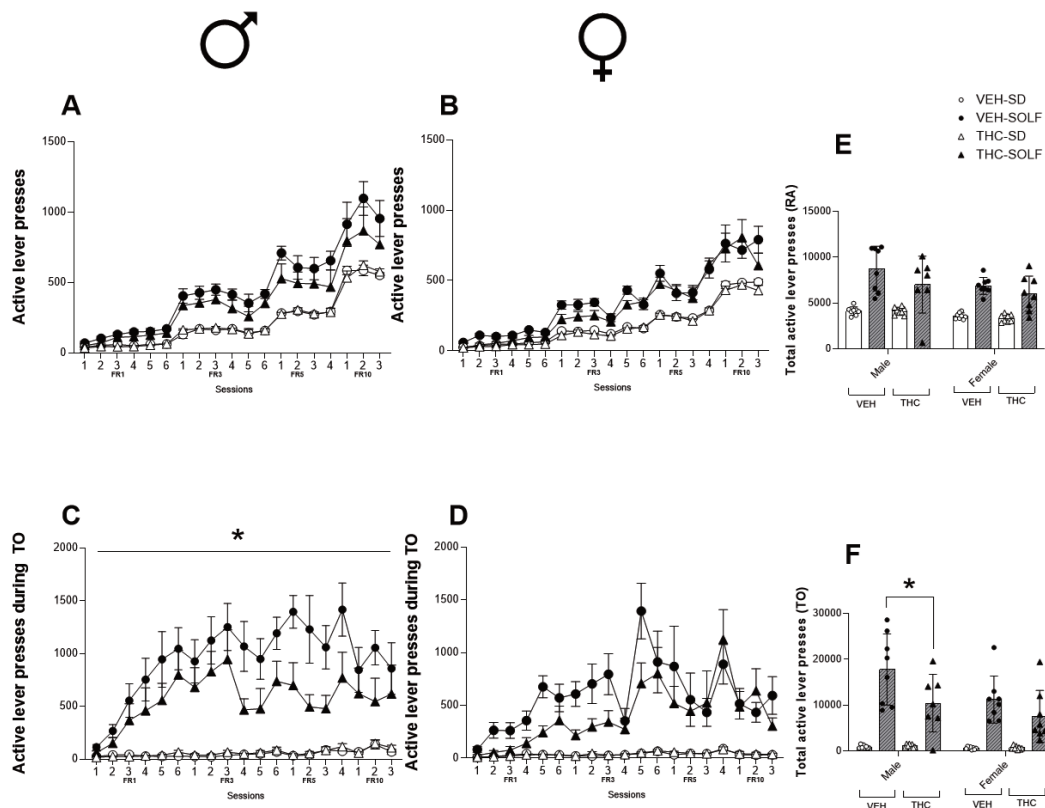 A
Active lever presses
1500
1000
500
0
1 2 3 4 5 6 1 2 3 4 5 6 1 2 3 4 1 2 3
FR1 FR3 FR5 FR10
Sessions
B
Active lever presses
1500
1000
500
0
1 2 3 4 5 6 1 2 3 4 5 6 1 2 3 4 1 2 3
FR1 FR3 FR5 FR10
Sessions
VEH-SD
VEH-SOLF
THC-SD
THC-SOLF
E
Total active lever presses (RA)
15000
10000
5000
0
Male Female
VEH THC VEH THC
C
*
Active lever presses during TO
2000
1500
1000
500
0
1 2 3 4 5 6 1 2 3 4 5 6 1 2 3 4 1 2 3
FR1 FR3 FR5 FR10
Sessions
D
Active lever presses during TO
2000
1500
1000
500
0
1 2 3 4 5 6 1 2 3 4 5 6 1 2 3 4 1 2 3
FR1 FR3 FR5 FR10
Sessions
F
*
Total active lever presses (TO)
30000
20000
10000
0
Male Female
VEH THC VEH THC